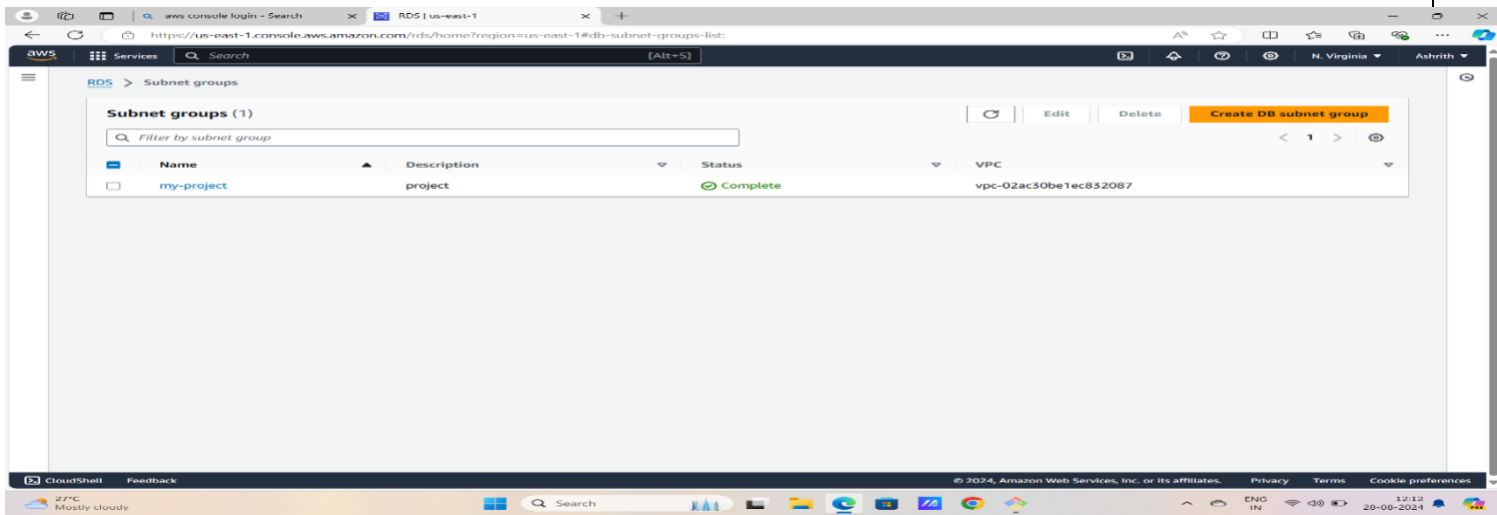 aws console login - Search
RDS | us-east-1
https://us-east-1.console.aws.amazon.com/rds/home?region=us-east-1#db-subnet-groups-list:
aws
Services
Search
[Alt+S]
N. Virginia
Ashrith
RDS > Subnet groups
Subnet groups (1)
Edit
Delete
Create DB subnet group
Filter by subnet group
< 1 >
Name
Description
Status
VPC
my-project
project
Complete
vpc-02ac30be1ec832087
CloudShell
Feedback
© 2024, Amazon Web Services, Inc. or its affiliates.
Privacy
Terms
Cookie preferences
27°C
Mostly cloudy
Search
ENG
IN
12:12
28-08-2024